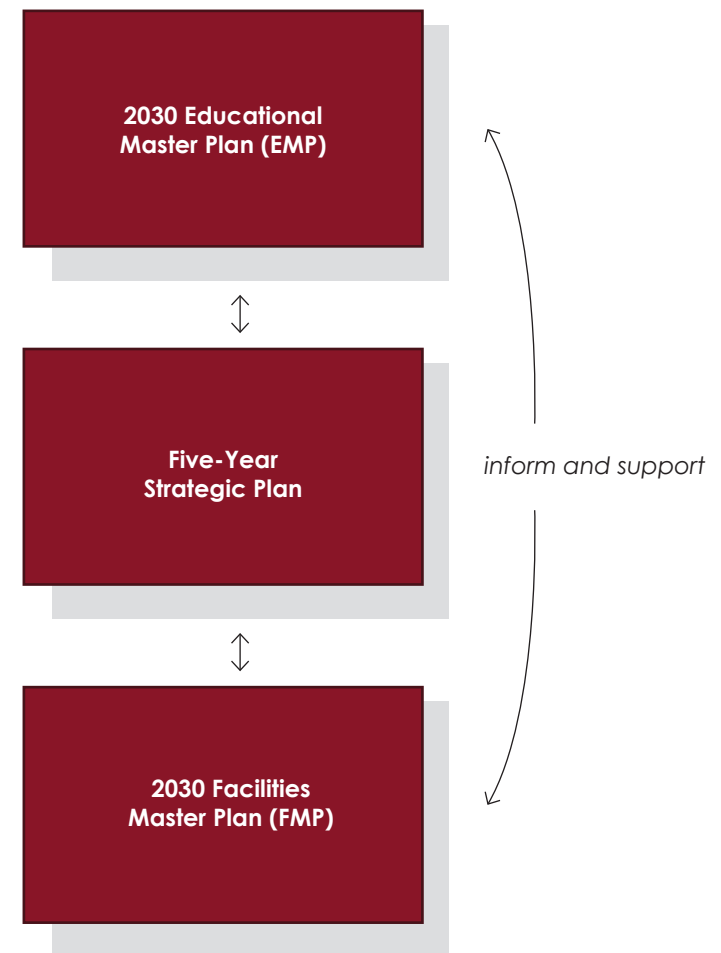 2030 Educational
Master Plan (EMP)
Five-Year
Strategic Plan
inform and support
2030 Facilities
Master Plan (FMP)